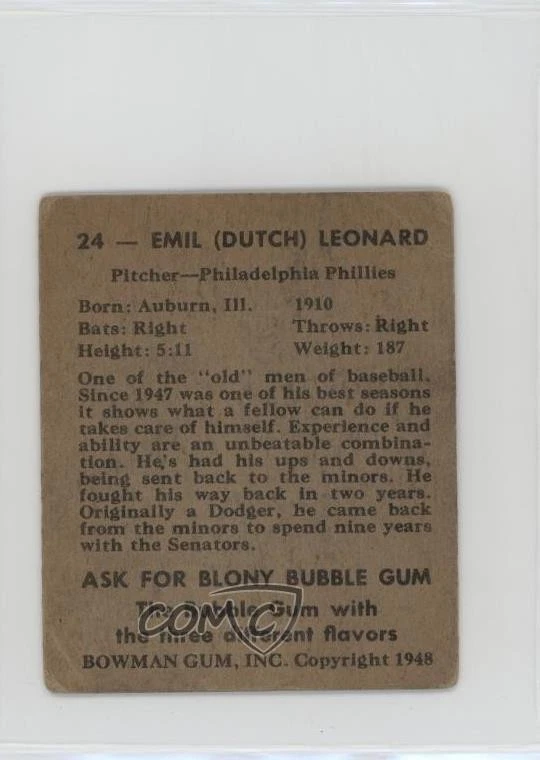 24 — EMIL (DUTCH) LEONARD
Pitcher—Philadelphia Phillies
Born: Auburn, Ill. 1910
Bats: Right Throws: Right
Height: 5:11 Weight: 187
One of the "old" men of baseball.
Since 1947 was one of his best seasons
it shows what a fellow can do if he
takes care of himself. Experience and
ability are an unbeatable combina-
tion. He's had his ups and downs,
being sent back to the minors. He
fought his way back in two years.
Originally a Dodger, he came back
from the minors to spend nine years
with the Senators.
ASK FOR BLONY BUBBLE GUM
The Bubble Gum with
the three different flavors
BOWMAN GUM, INC. Copyright 1948
COMC